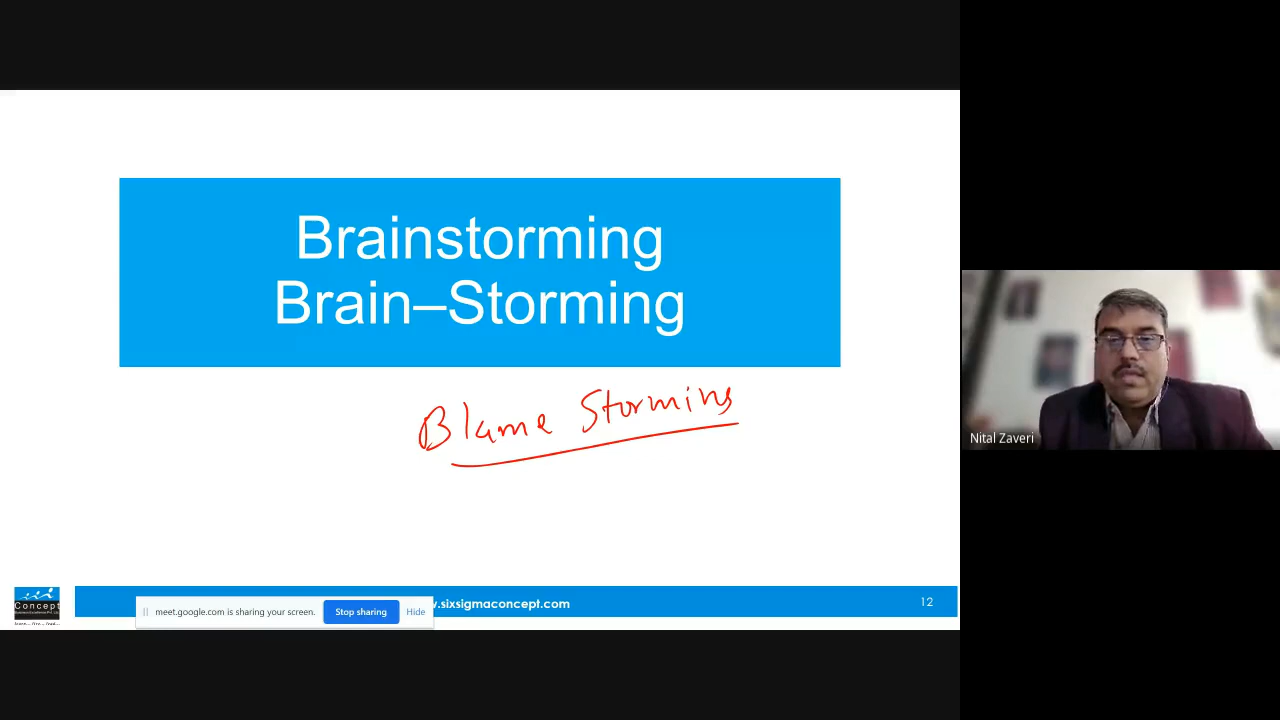 Brainstorming
Brain–Storming
Blame Storming
Concept
meet.google.com is sharing your screen.
Stop sharing
Hide
.sixsigmaconcept.com
12
Nital Zaveri